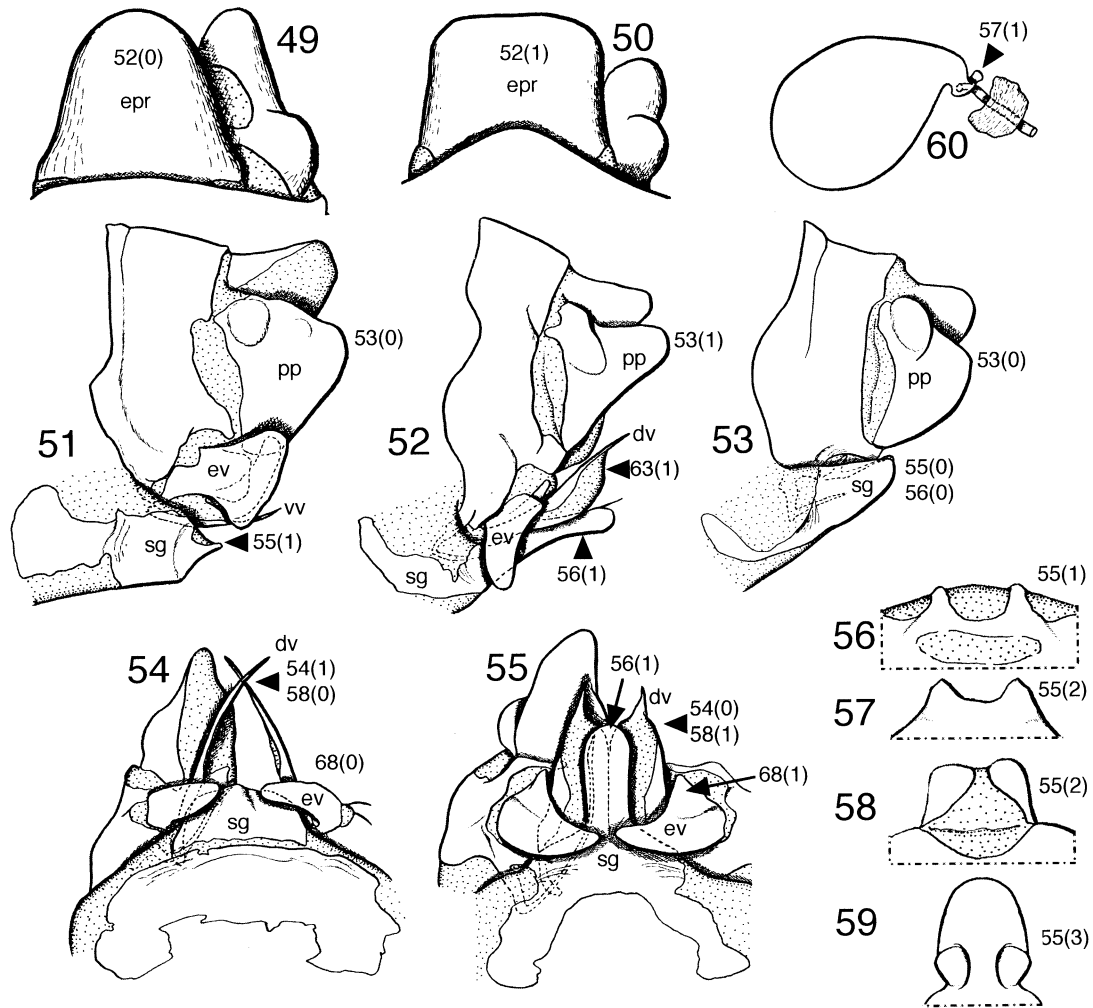 49
52(0)
epr
50
52(1)
epr
57(1)
60
51
53(0)
pp
ev
vv
55(1)
sg
52
53(1)
pp
dv
63(1)
ev
56(1)
sg
53
53(0)
pp
55(0)
56(0)
sg
54
dv
54(1)
58(0)
68(0)
ev
sg
55
56(1)
dv
54(0)
58(1)
68(1)
ev
sg
56
55(1)
57
55(2)
58
55(2)
59
55(3)